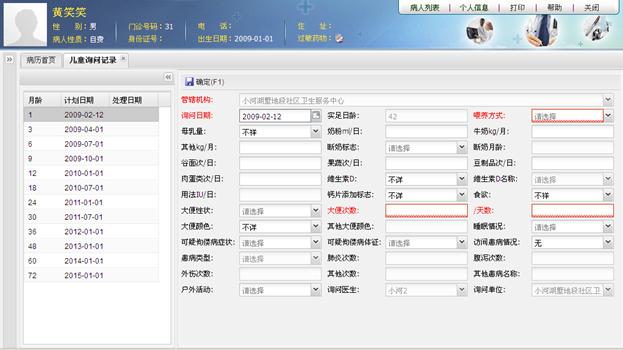 黄笑笑
病人列表 个人信息 打印 帮助 关闭
性 别：男 门诊号码：31 电 话： 住 址：
病人性质：自费 身份证号： 出生日期：2009-01-01 过敏药物：
病历首页 儿童询问记录
月龄 计划日期 处理日期
1 2009-02-12
3 2009-04-01
6 2009-07-01
9 2009-10-01
12 2010-01-01
18 2010-07-01
24 2011-01-01
30 2011-07-01
36 2012-01-01
48 2013-01-01
60 2014-01-01
72 2015-01-01
确定(F1)
管辖机构： 小河湖墅地段社区卫生服务中心
询问日期： 2009-02-12 实足日龄： 42 喂养方式： 请选择
母乳量： 不详 奶粉ml/日： 牛奶kg/月：
其他kg/月： 断奶标志： 请选择 断奶月龄：
谷面次/日： 果蔬次/日： 豆制品次/日：
肉蛋类次/日： 维生素D： 不详 维生素D名称： 请选择
用法IU/日： 钙片添加标志： 不详 食欲： 不祥
大便性状： 请选择 大便次数： /天数：
大便颜色： 不详 其他大便颜色： 睡眠情况： 请选择
可疑佝偻病症状： 请选择 可疑佝偻病体证： 请选择 访间患病情况： 无
患病类型： 请选择 肺炎次数： 腹泻次数：
外伤次数： 其他次数： 其他患病名称：
户外活动： 请选择 询问医生： 小河2 询问单位： 小河湖墅地段社区卫